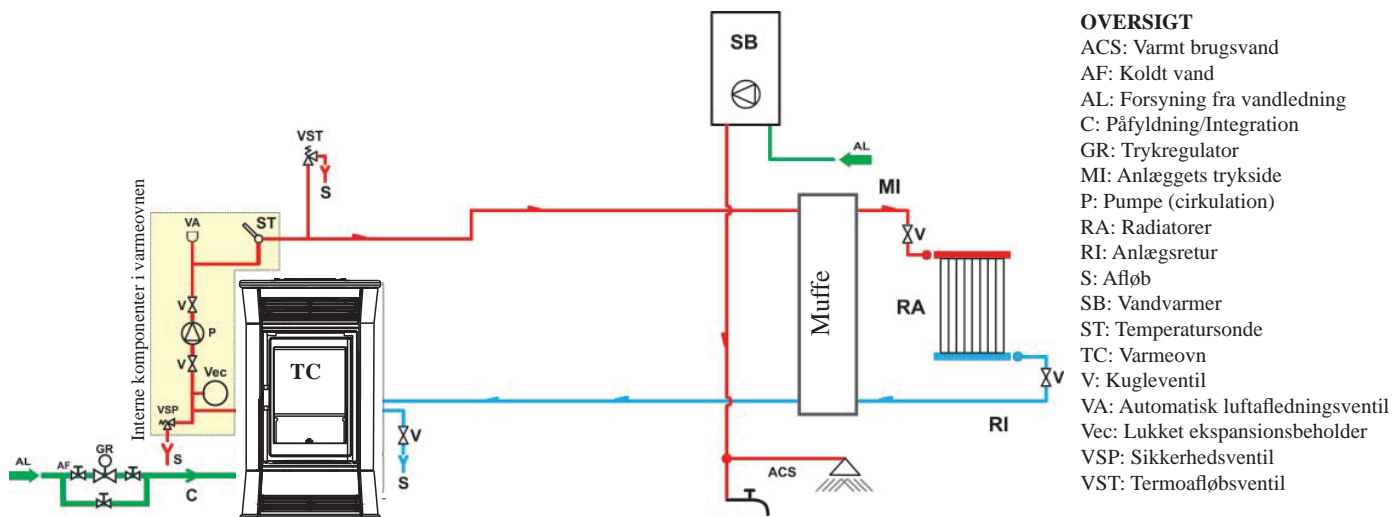 SB
VST
S
AL
MI
VA
ST
V
Interne komponenter i varmeovnen
V
P
V
Vec
VSP
S
TC
Muffe
RA
V
RI
V
S
AL
AF
GR
C
ACS
OVERSIGT
ACS: Varmt brugsvand
AF: Koldt vand
AL: Forsyning fra vandledning
C: Påfyldning/Integration
GR: Trykregulator
MI: Anlæggets trykside
P: Pumpe (cirkulation)
RA: Radiatorer
RI: Anlægsretur
S: Afløb
SB: Vandvarmer
ST: Temperatursonde
TC: Varmeovn
V: Kugleventil
VA: Automatisk luftafledningsventil
Vec: Lukket ekspansionsbeholder
VSP: Sikkerhedsventil
VST: Termoafløbsventil